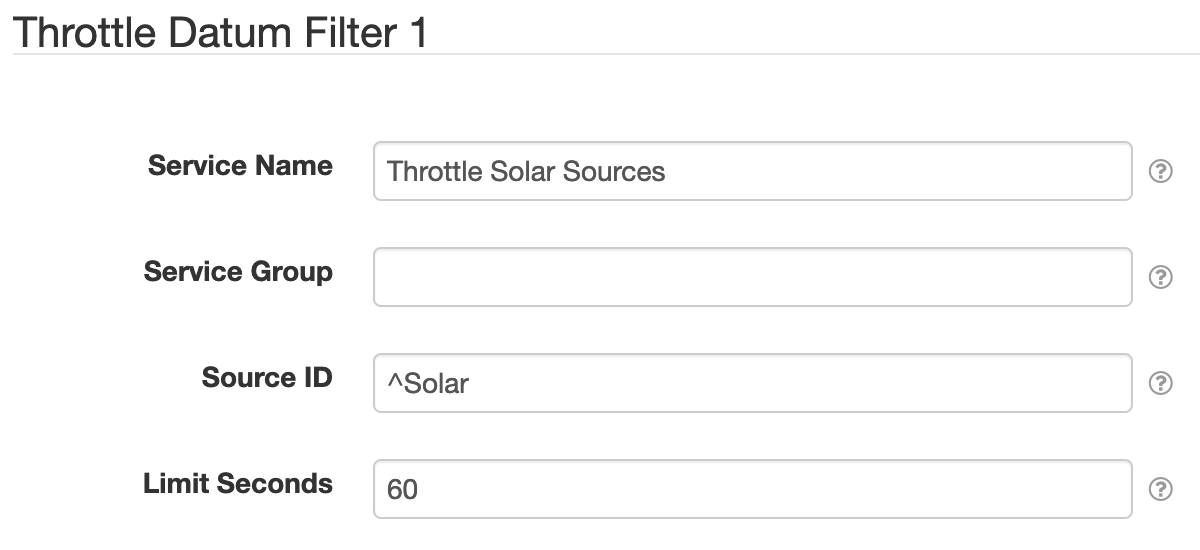 Throttle Datum Filter 1
Service Name Throttle Solar Sources ?
Service Group ?
Source ID ^Solar ?
Limit Seconds 60 ?